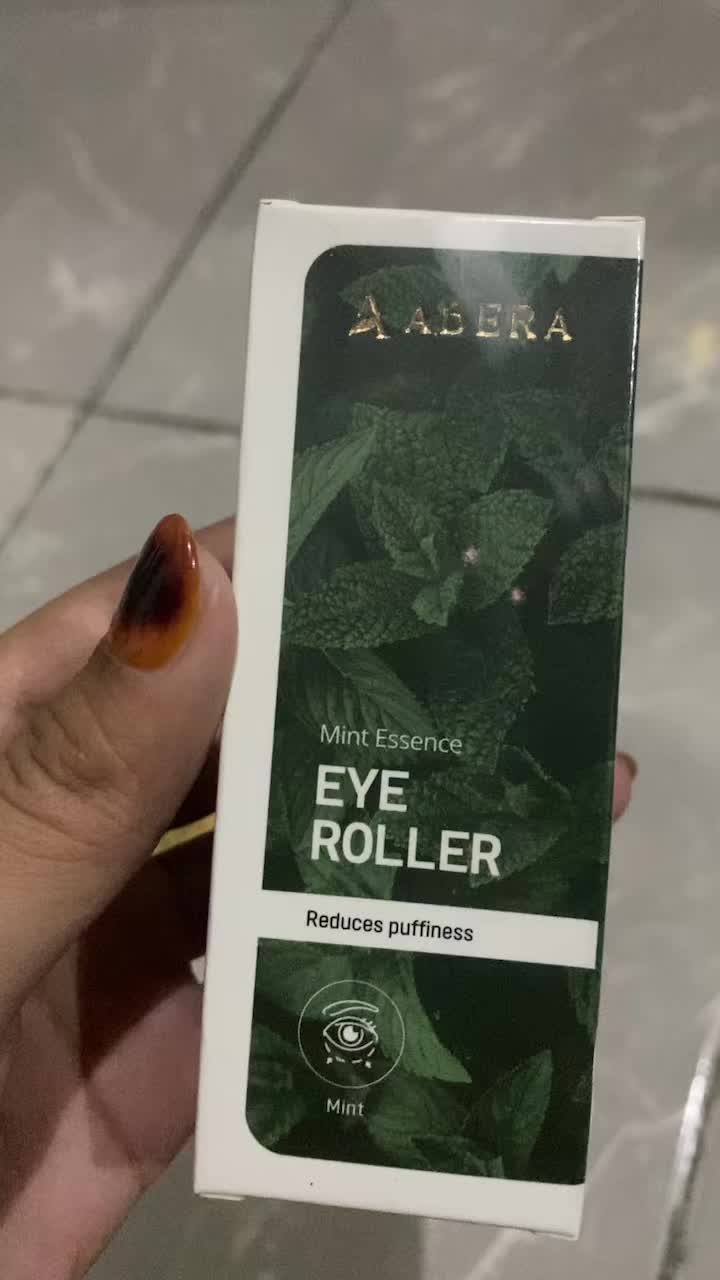 ABERA
Mint Essence
EYE
ROLLER
Reduces puffiness
Mint